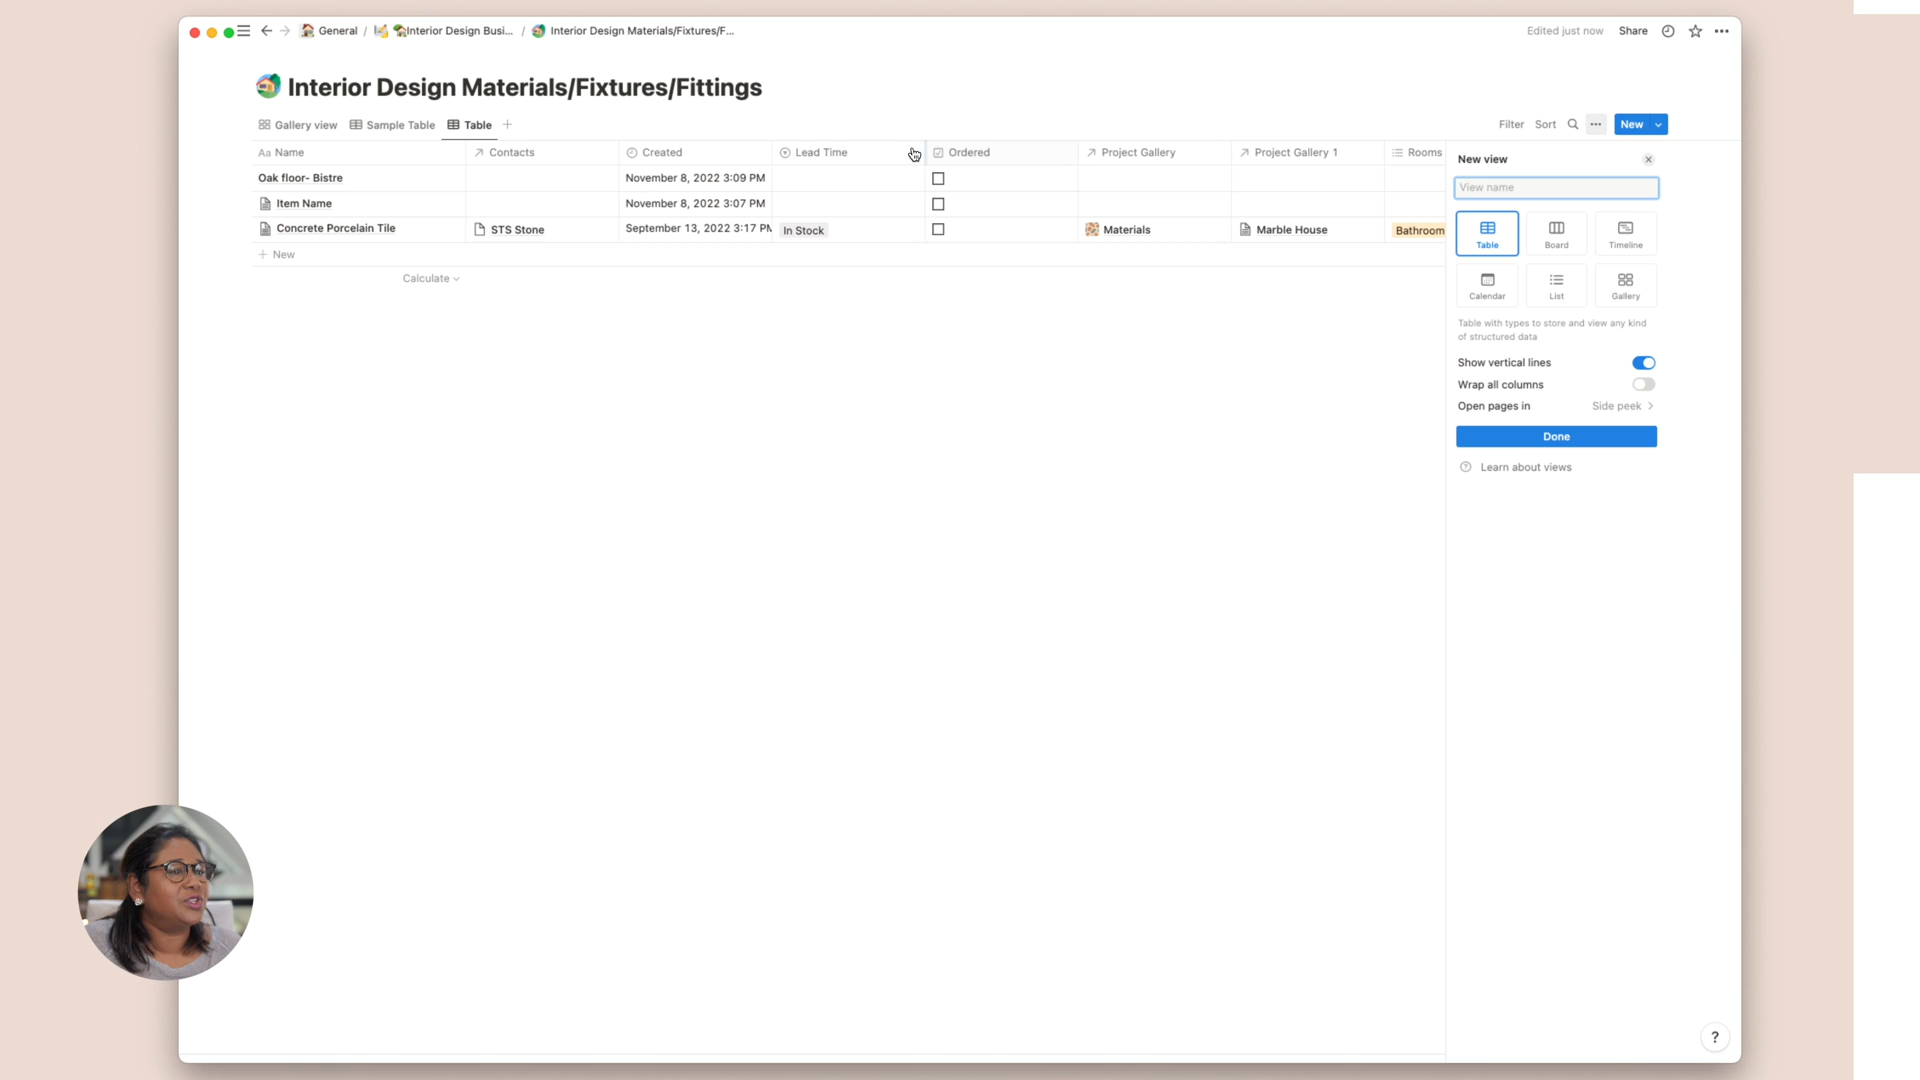 General / Interior Design Busi... / Interior Design Materials/Fixtures/F...
Edited just now Share
Interior Design Materials/Fixtures/Fittings
Gallery view Sample Table Table +
Filter Sort New
Aa Name Contacts Created Lead Time Ordered Project Gallery Project Gallery 1 Rooms
Oak floor- Bistre November 8, 2022 3:09 PM
Item Name November 8, 2022 3:07 PM
Concrete Porcelain Tile STS Stone September 13, 2022 3:17 PM In Stock Materials Marble House Bathroom
+ New
Calculate
New view
View name
Table Board Timeline
Calendar List Gallery
Table with types to store and view any kind
of structured data
Show vertical lines
Wrap all columns
Open pages in Side peek
Done
Learn about views
?